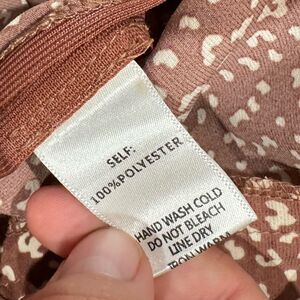 SELF:
100%POLYESTER
HAND WASH COLD
DO NOT BLEACH
LINE DRY
IRON WARM